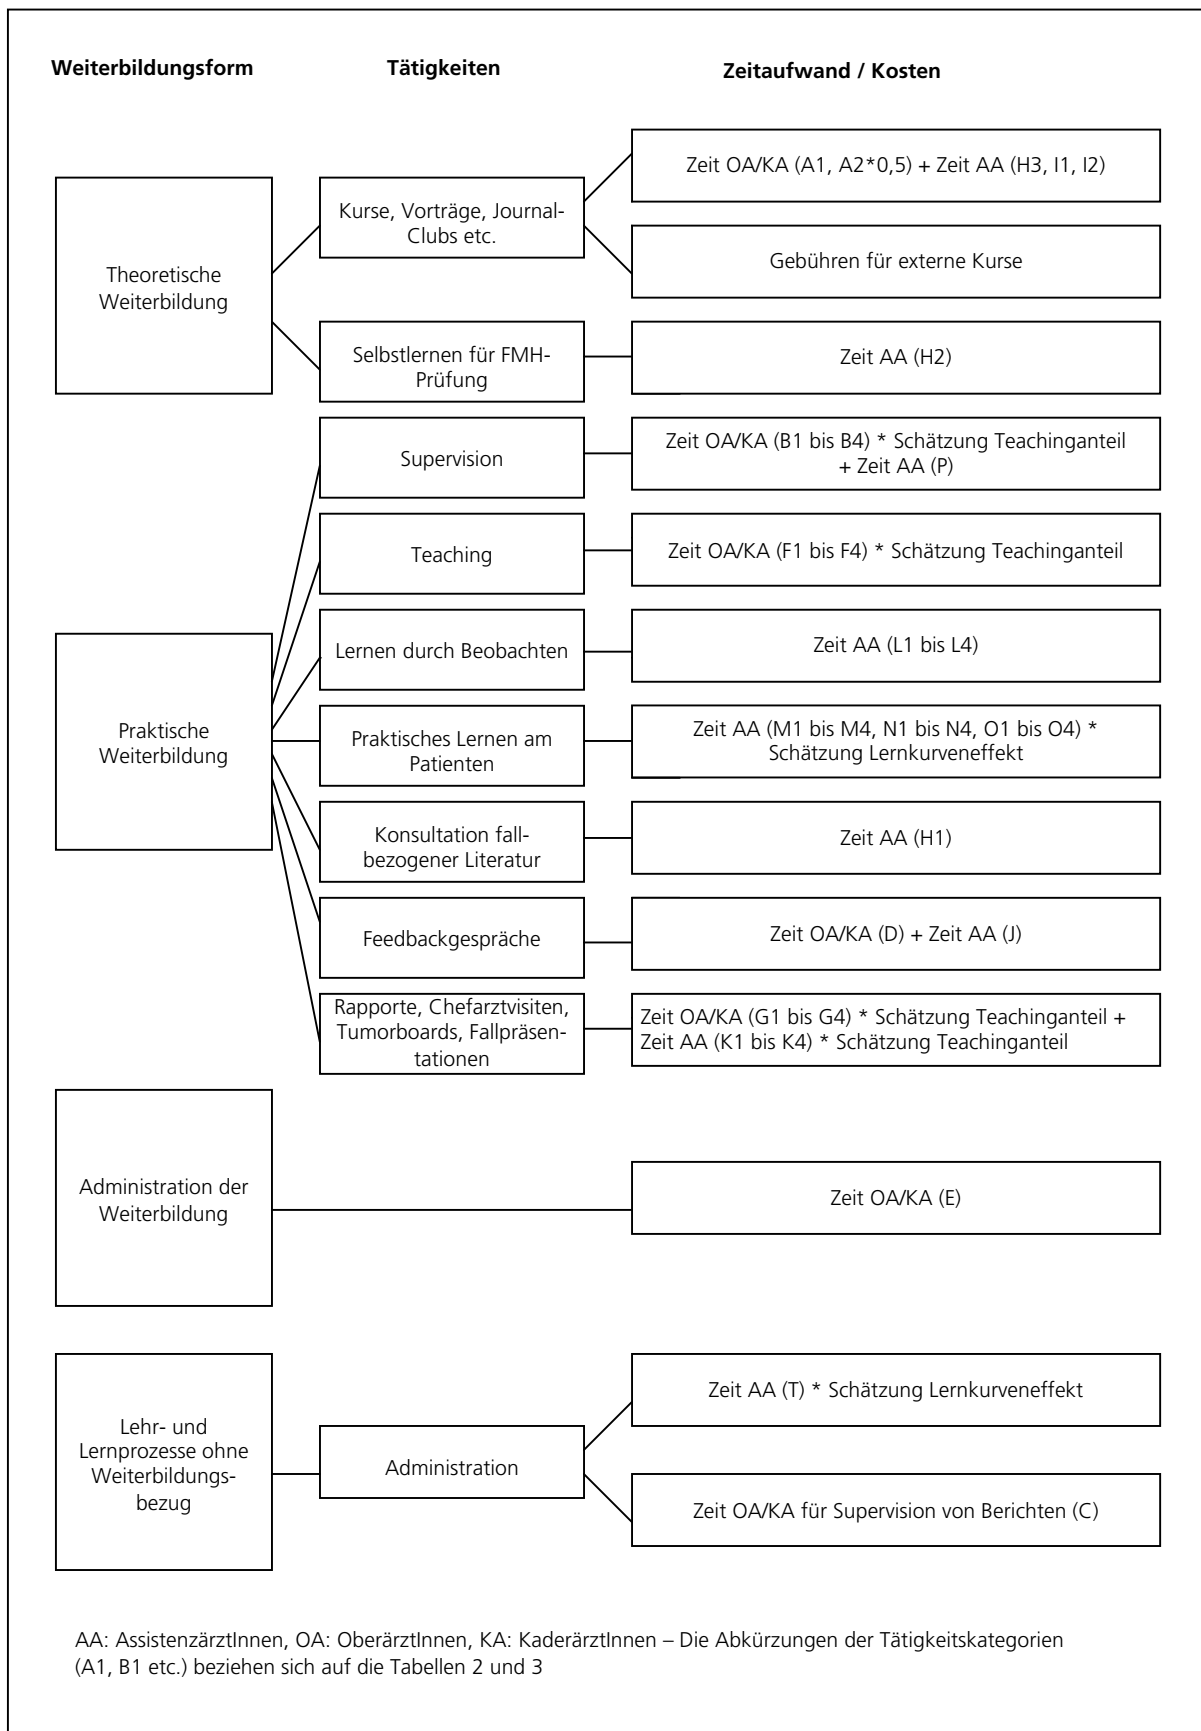 Weiterbildungsform
Tätigkeiten
Zeitaufwand / Kosten
Theoretische
Weiterbildung
Kurse, Vorträge, Journal-
Clubs etc.
Zeit OA/KA (A1, A2*0,5) + Zeit AA (H3, I1, I2)
Gebühren für externe Kurse
Selbstlernen für FMH-
Prüfung
Zeit AA (H2)
Praktische
Weiterbildung
Supervision
Zeit OA/KA (B1 bis B4) * Schätzung Teachinganteil
+ Zeit AA (P)
Teaching
Zeit OA/KA (F1 bis F4) * Schätzung Teachinganteil
Lernen durch Beobachten
Zeit AA (L1 bis L4)
Praktisches Lernen am
Patienten
Zeit AA (M1 bis M4, N1 bis N4, O1 bis O4) *
Schätzung Lernkurveneffekt
Konsultation fall-
bezogener Literatur
Zeit AA (H1)
Feedbackgespräche
Zeit OA/KA (D) + Zeit AA (J)
Rapporte, Chefarztvisiten,
Tumorboards, Fallpräsen-
tationen
Zeit OA/KA (G1 bis G4) * Schätzung Teachinganteil +
Zeit AA (K1 bis K4) * Schätzung Teachinganteil
Administration der
Weiterbildung
Zeit OA/KA (E)
Lehr- und
Lernprozesse ohne
Weiterbildungs-
bezug
Administration
Zeit AA (T) * Schätzung Lernkurveneffekt
Zeit OA/KA für Supervision von Berichten (C)
AA: AssistenzärztInnen, OA: OberärztInnen, KA: KaderärztInnen – Die Abkürzungen der Tätigkeitskategorien
(A1, B1 etc.) beziehen sich auf die Tabellen 2 und 3